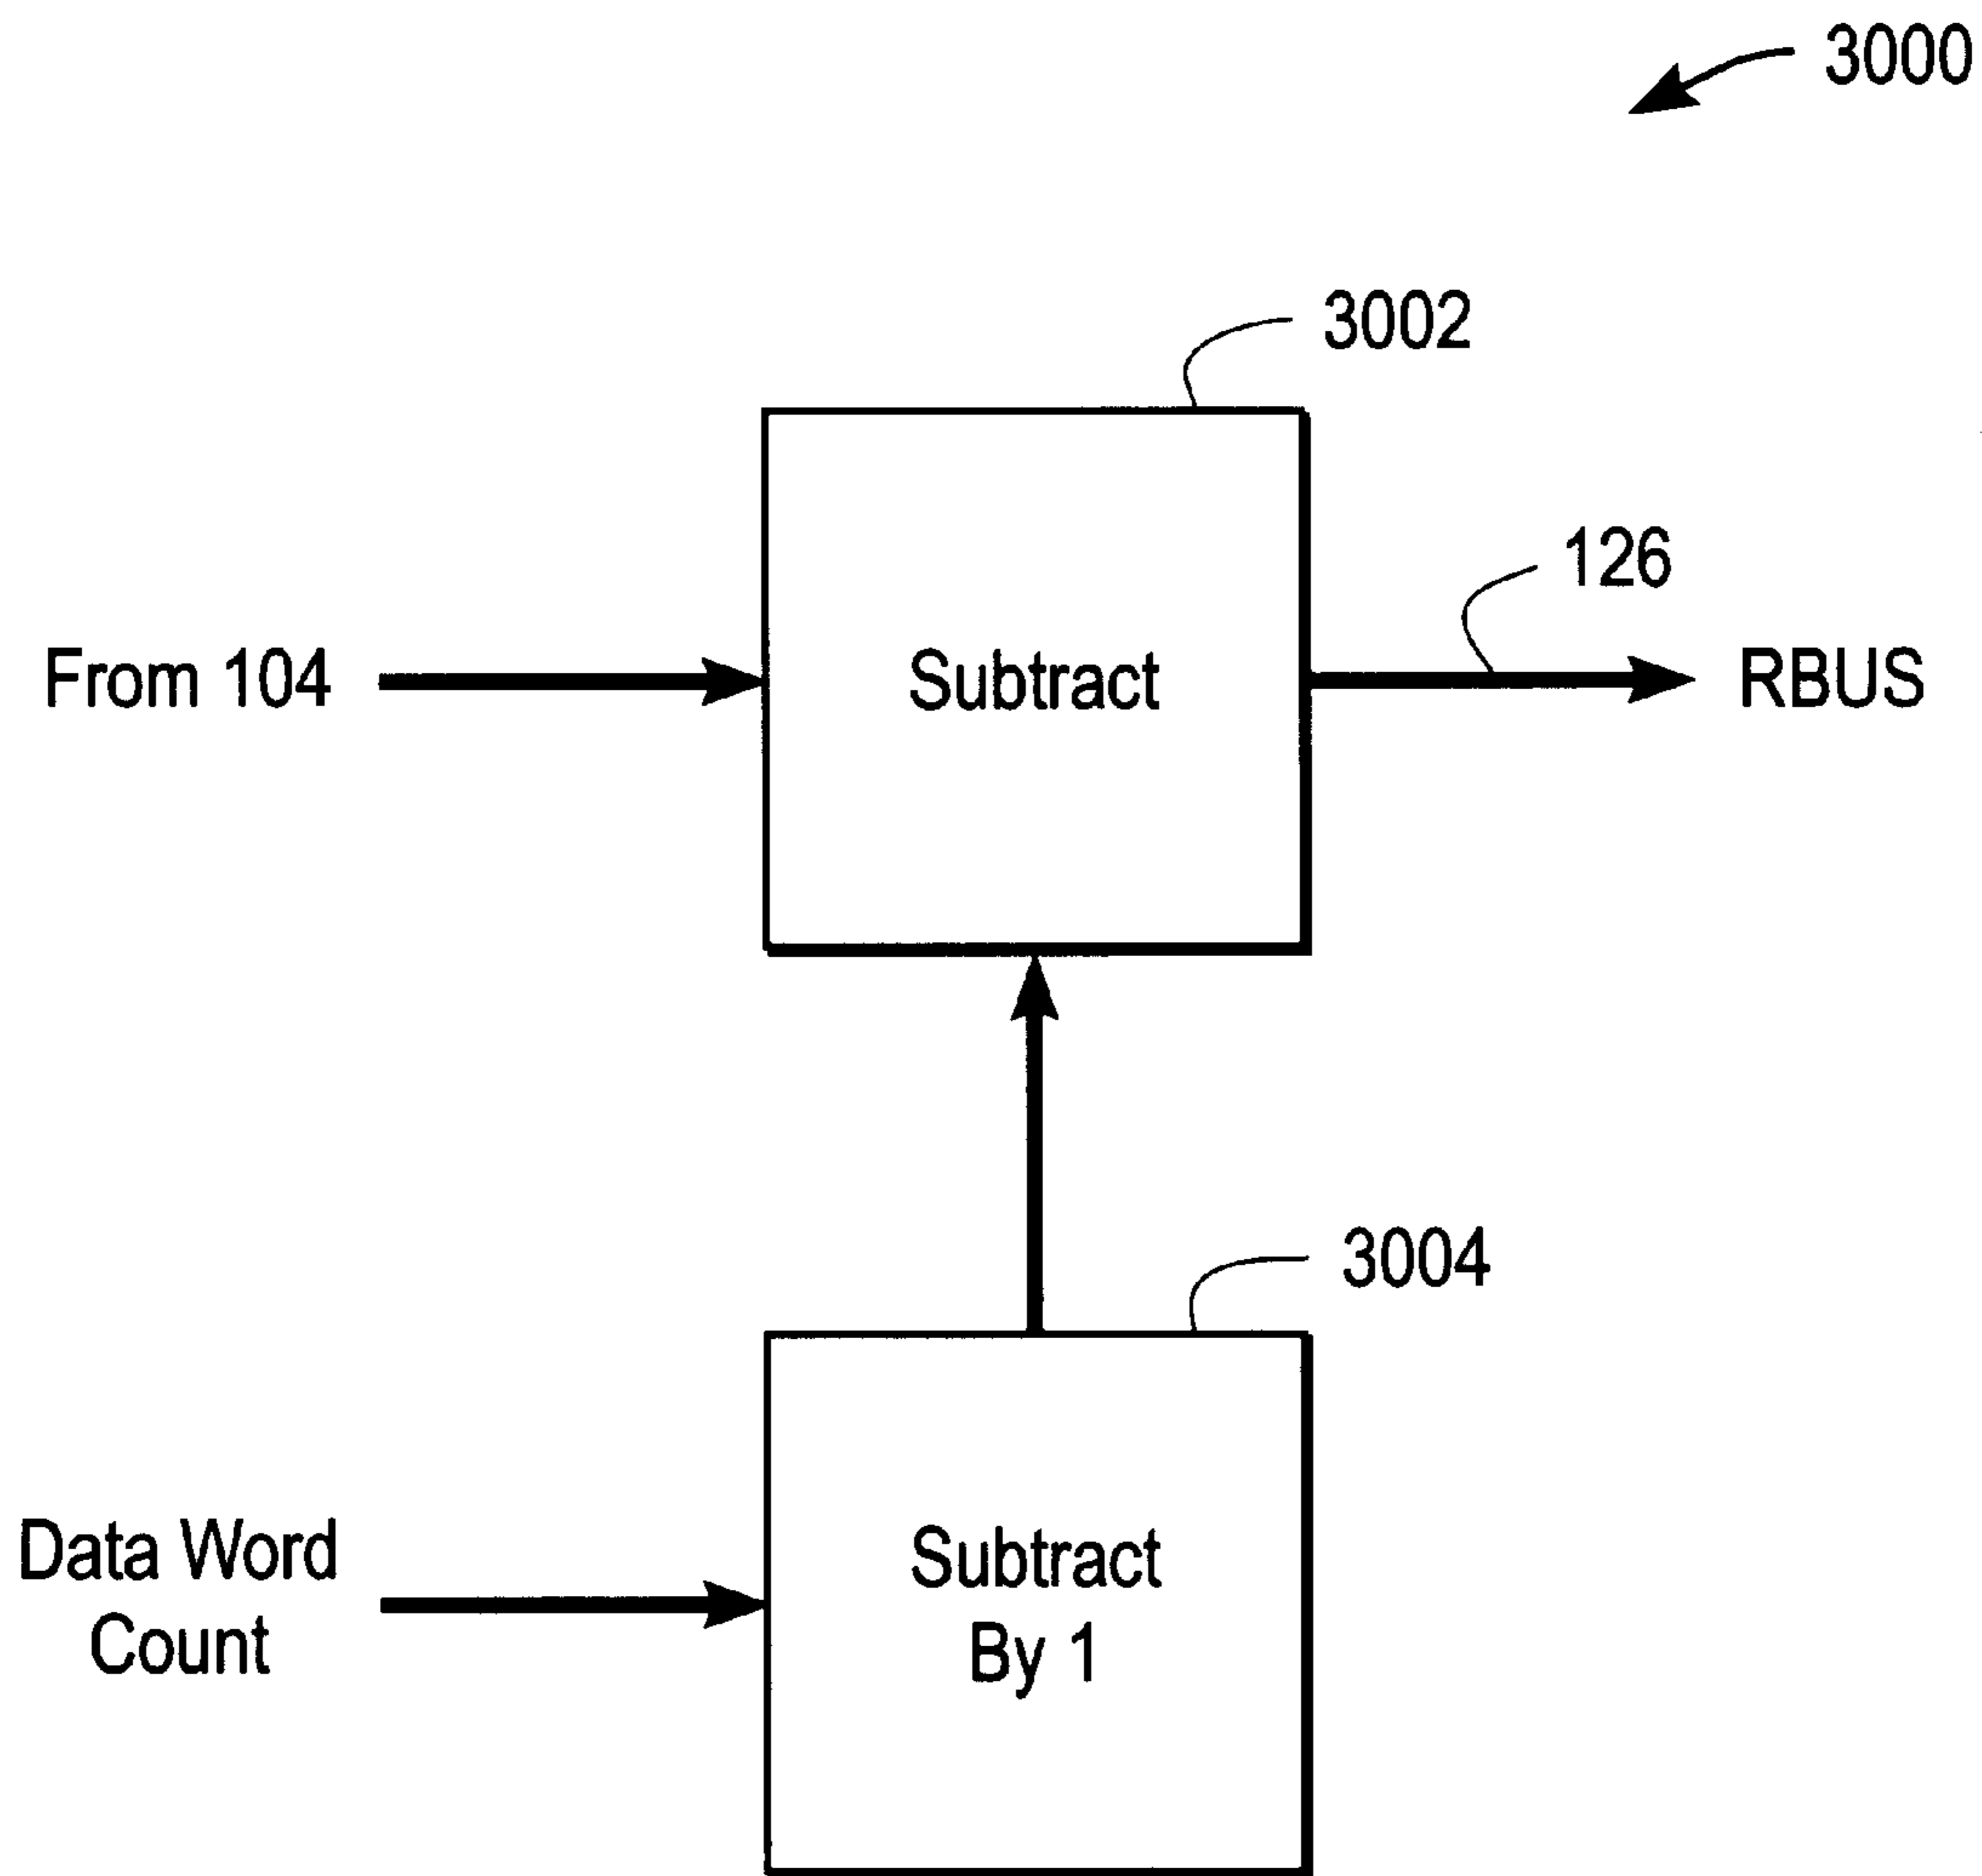 3000
3002
126
From 104
Subtract
RBUS
3004
Data Word
Count
Subtract
By 1